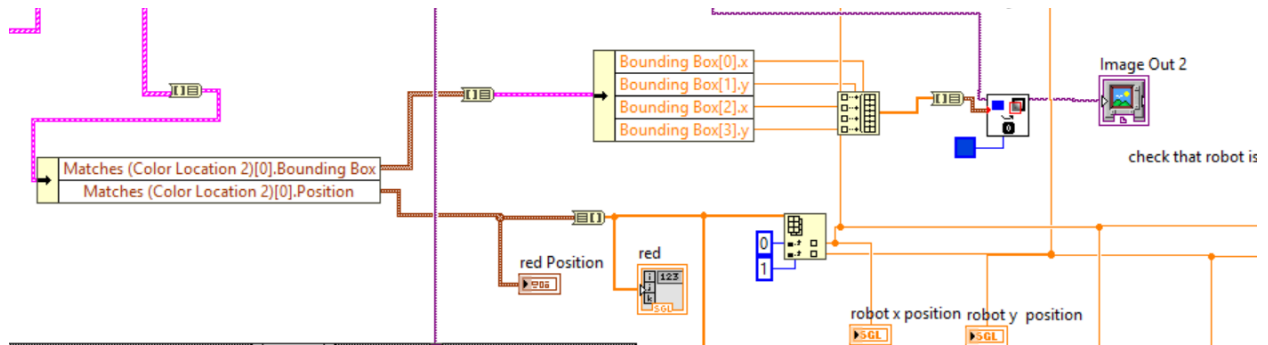 Bounding Box[0].x
Bounding Box[1].y
Bounding Box[2].x
Bounding Box[3].y
Image Out 2
0
check that robot is
Matches (Color Location 2)[0].Bounding Box
Matches (Color Location 2)[0].Position
red Position
red
i
123
j
k
SGL
0
1
robot x position
robot y  position
SGL
SGL